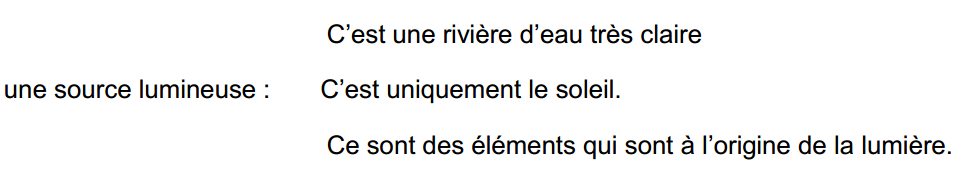 C’est une rivière d’eau très claire
une source lumineuse : C’est uniquement le soleil.
Ce sont des éléments qui sont à l’origine de la lumière.